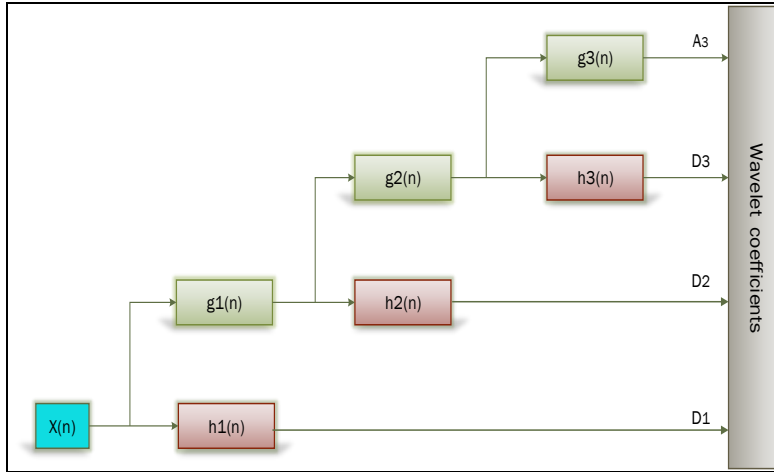 g3(n)
A3
g2(n)
h3(n)
D3
g1(n)
h2(n)
D2
X(n)
h1(n)
D1
Wavelet coefficients